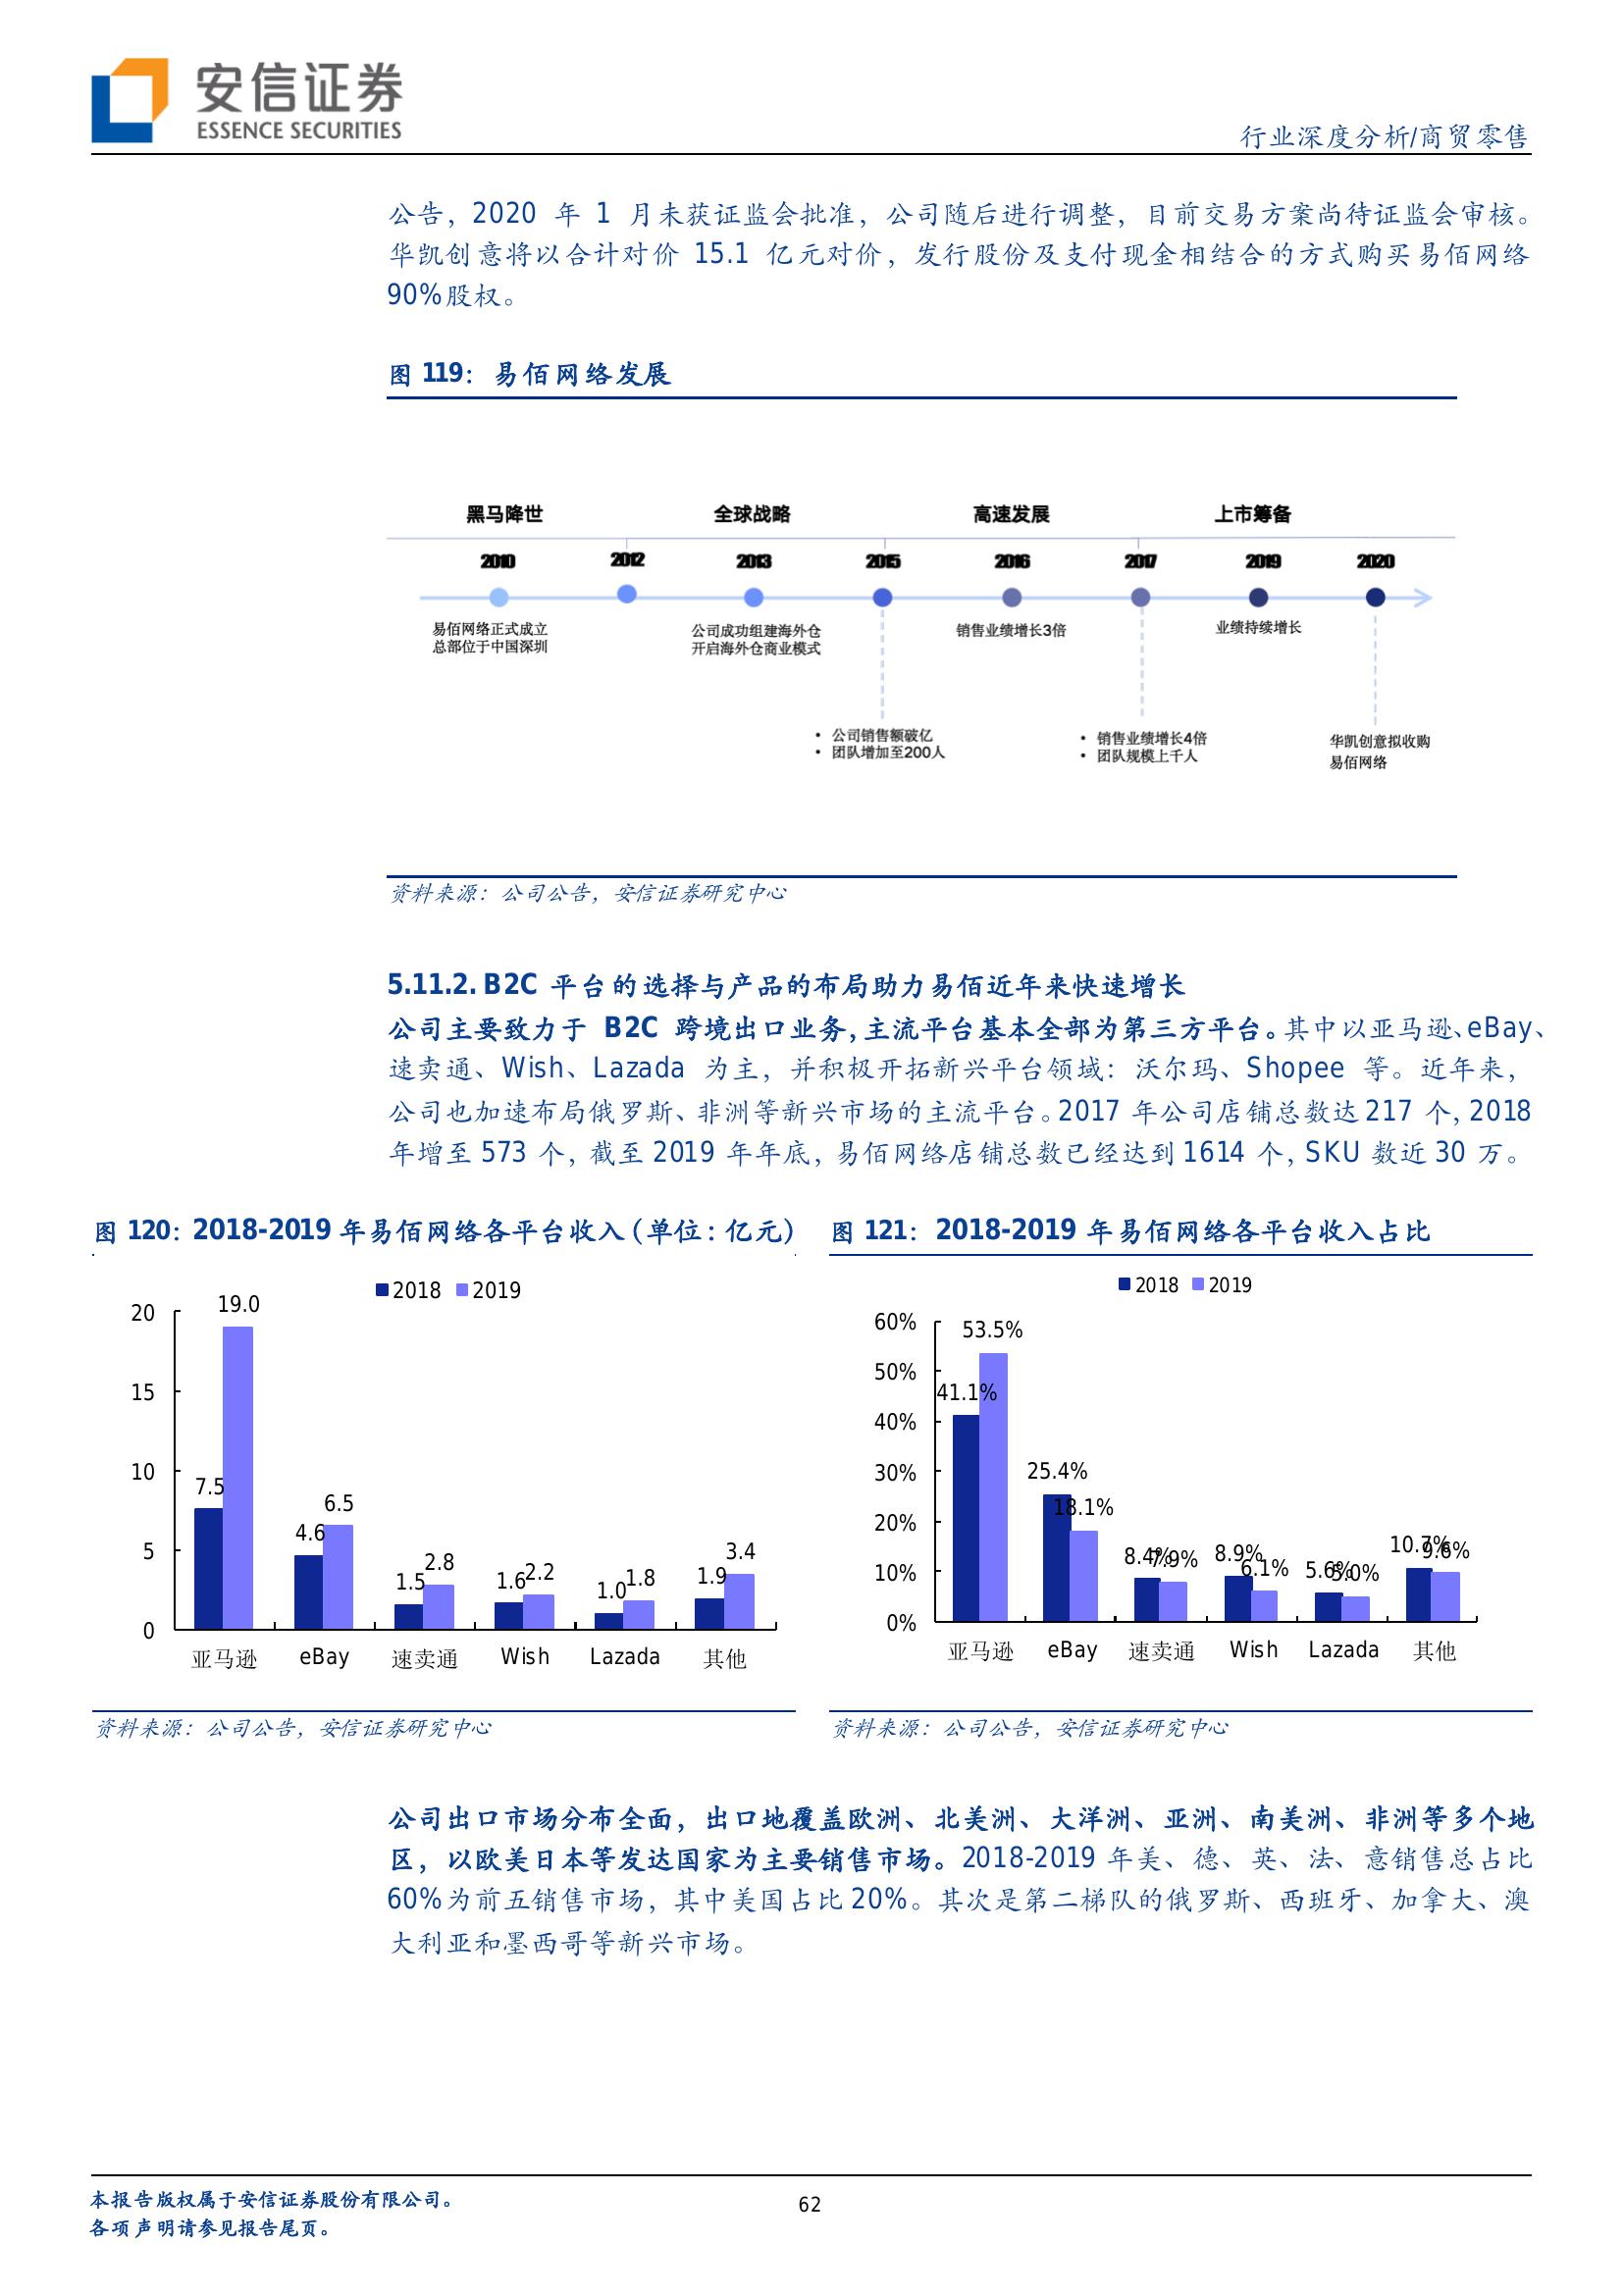 安信证券
ESSENCE SECURITIES
行业深度分析/商贸零售
公告，2020 年 1 月未获证监会批准，公司随后进行调整，目前交易方案尚待证监会审核。
华凯创意将以合计对价 15.1 亿元对价，发行股份及支付现金相结合的方式购买易佰网络
90%股权。
图 119：易佰网络发展
黑马降世 全球战略 高速发展 上市筹备
2010 2012 2013 2015 2016 2017 2019 2020
易佰网络正式成立
总部位于中国深圳
公司成功组建海外仓
开启海外仓商业模式
销售业绩增长3倍
业绩持续增长
• 公司销售额破亿
• 团队增加至200人
• 销售业绩增长4倍
• 团队规模上千人
华凯创意拟收购
易佰网络
资料来源：公司公告，安信证券研究中心
5.11.2. B2C 平台的选择与产品的布局助力易佰近年来快速增长
公司主要致力于 B2C 跨境出口业务，主流平台基本全部为第三方平台。其中以亚马逊、eBay、
速卖通、Wish、Lazada 为主，并积极开拓新兴平台领域：沃尔玛、Shopee 等。近年来，
公司也加速布局俄罗斯、非洲等新兴市场的主流平台。2017 年公司店铺总数达 217 个，2018
年增至 573 个，截至 2019 年年底，易佰网络店铺总数已经达到 1614 个，SKU 数近 30 万。
图 120：2018-2019 年易佰网络各平台收入（单位：亿元）
2018 2019
20
15
10
5
0
7.5 19.0
4.6 6.5
1.5 2.8
1.6 2.2
1.0 1.8
1.9 3.4
亚马逊 eBay 速卖通 Wish Lazada 其他
资料来源：公司公告，安信证券研究中心
图 121：2018-2019 年易佰网络各平台收入占比
2018 2019
60%
50%
40%
30%
20%
10%
0%
41.1% 53.5%
25.4% 18.1%
8.4% 7.9%
8.9% 6.1%
5.6% 5.0%
10.7% 9.6%
亚马逊 eBay 速卖通 Wish Lazada 其他
资料来源：公司公告，安信证券研究中心
公司出口市场分布全面，出口地覆盖欧洲、北美洲、大洋洲、亚洲、南美洲、非洲等多个地
区，以欧美日本等发达国家为主要销售市场。2018-2019 年美、德、英、法、意销售总占比
60%为前五销售市场，其中美国占比 20%。其次是第二梯队的俄罗斯、西班牙、加拿大、澳
大利亚和墨西哥等新兴市场。
本报告版权属于安信证券股份有限公司。
各项声明请参见报告尾页。
62